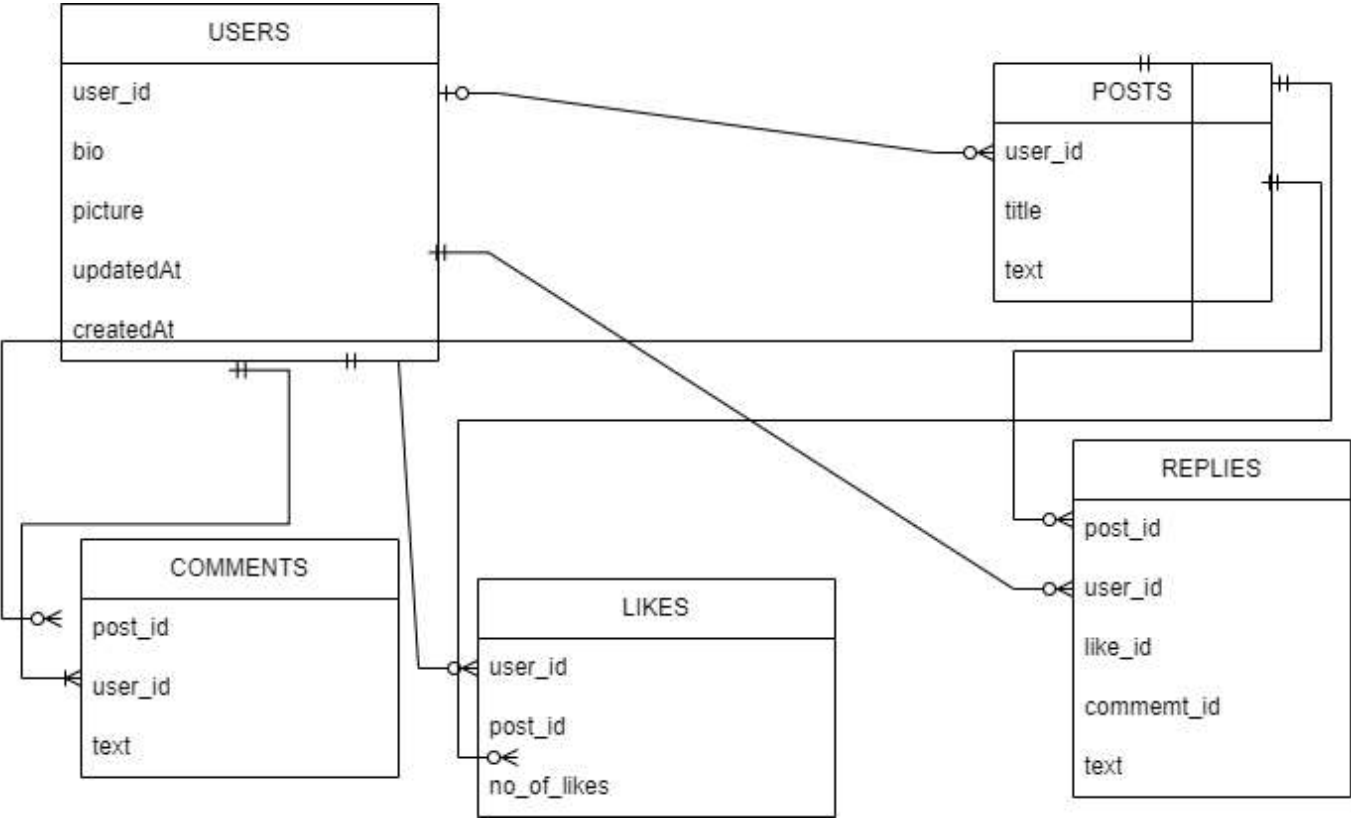 USERS
user_id
bio
picture
updatedAt
createdAt
POSTS
user_id
title
text
COMMENTS
post_id
user_id
text
LIKES
user_id
post_id
no_of_likes
REPLIES
post_id
user_id
like_id
commemt_id
text